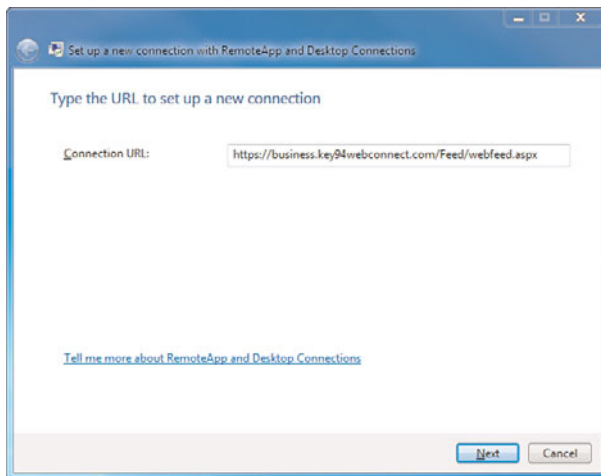 Set up a new connection with RemoteApp and Desktop Connections
Type the URL to set up a new connection
Connection URL: https://business.key94webconnect.com/Feed/webfeed.aspx
Tell me more about RemoteApp and Desktop Connections
Next Cancel